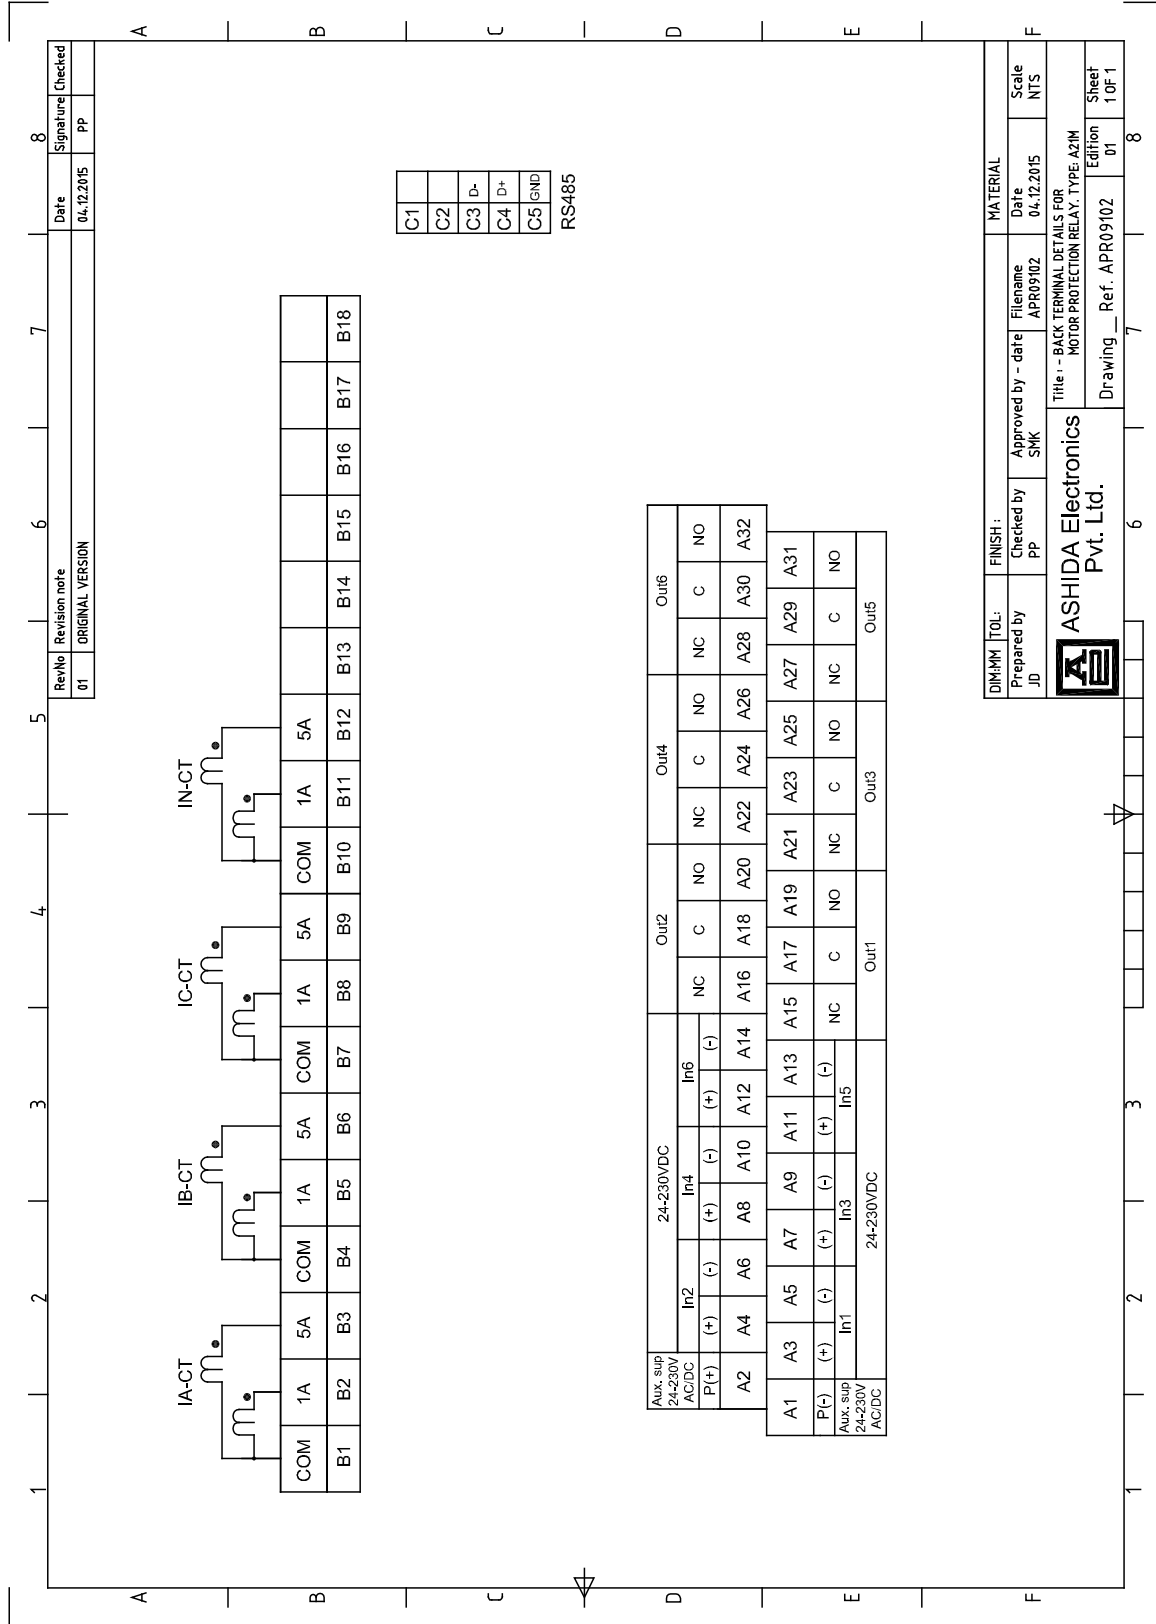 1 2 3 4 5 6 7 8
A
B
C
D
E
F
RevNo Revision note Date Signature Checked
01 ORIGINAL VERSION 04.12.2015 PP
IA-CT IB-CT IC-CT IN-CT
COM 1A 5A COM 1A 5A COM 1A 5A COM 1A 5A
B1 B2 B3 B4 B5 B6 B7 B8 B9 B10 B11 B12 B13 B14 B15 B16 B17 B18
C1
C2
C3 D-
C4 D+
C5 GND
RS485
Aux. sup
24-230V
AC/DC
24-230VDC
Out2 Out4 Out6
In2 In4 In6
P(+) (+) (-) (+) (-) (+) (-) NC C NO NC C NO NC C NO
A2 A4 A6 A8 A10 A12 A14 A16 A18 A20 A22 A24 A26 A28 A30 A32
A1 A3 A5 A7 A9 A11 A13 A15 A17 A19 A21 A23 A25 A27 A29 A31
P(-) (+) (-) (+) (-) (+) (-) NC C NO NC C NO NC C NO
In1 In3 In5
Aux. sup
24-230V
AC/DC
24-230VDC
Out1 Out3 Out5
DIM:MM TOL: FINISH : MATERIAL
Prepared by Checked by Approved by - date Filename Date Scale
JD PP SMK APR09102 04.12.2015 NTS
ASHIDA Electronics
Pvt. Ltd.
Title : - BACK TERMINAL DETAILS FOR
MOTOR PROTECTION RELAY. TYPE: A21M
Drawing __ Ref. APR09102
Edition
01
Sheet
1 OF 1
A
B
C
D
E
F
1 2 3 6 7 8